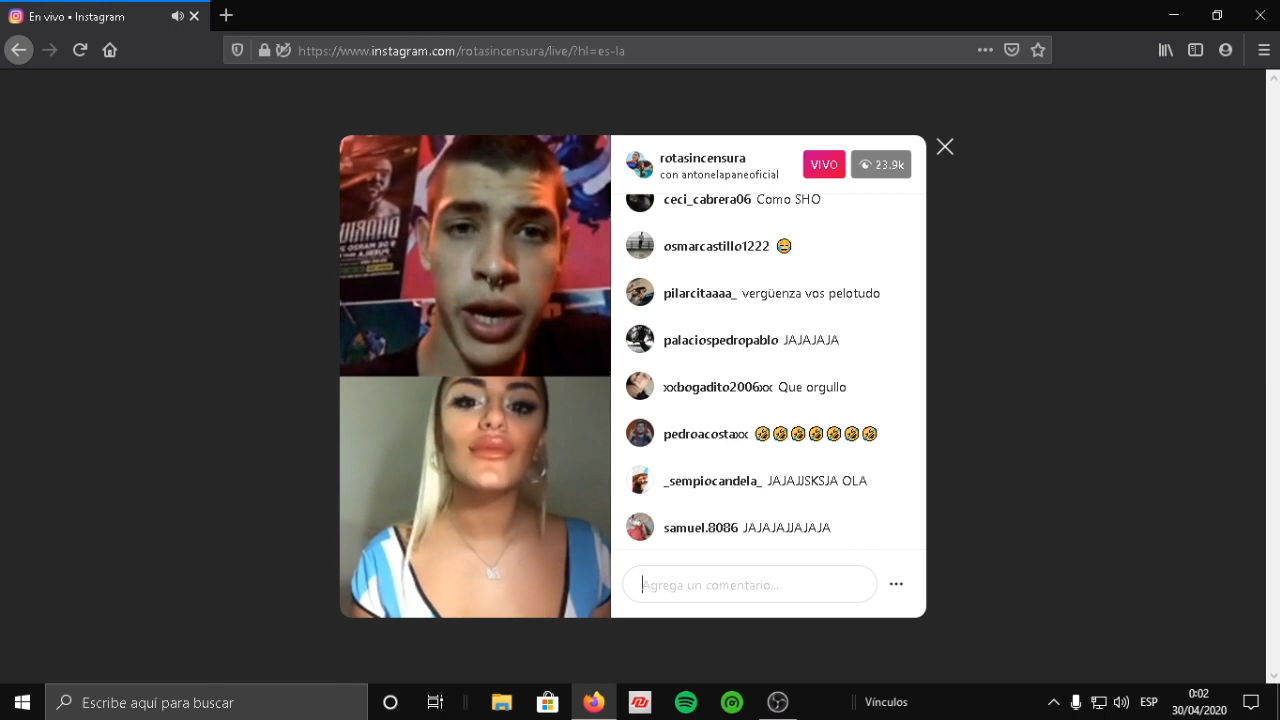 En vivo • Instagram
https://www.instagram.com/rotasincensura/live/?hl=es-la
rotasincensura
con antonelapaneoficial
VIVO
23.9k
ceci_cabrera06 Como SHO
osmarcastillo1222 😂
pilarcitaaaa_ vergüenza vos pelotudo
palaciospedropablo JAJAJAJA
xxbogadito2006xx Que orgullo
pedroacostaxx 🤣🤣🤣🤣🤣🤣🤣
_sempiocandela_ JAJAJJSKSJA OLA
samuel.8086 JAJAJAJJAJAJA
Agrega un comentario...
Escribe aquí para buscar
Vínculos
ESP
0:02
30/04/2020